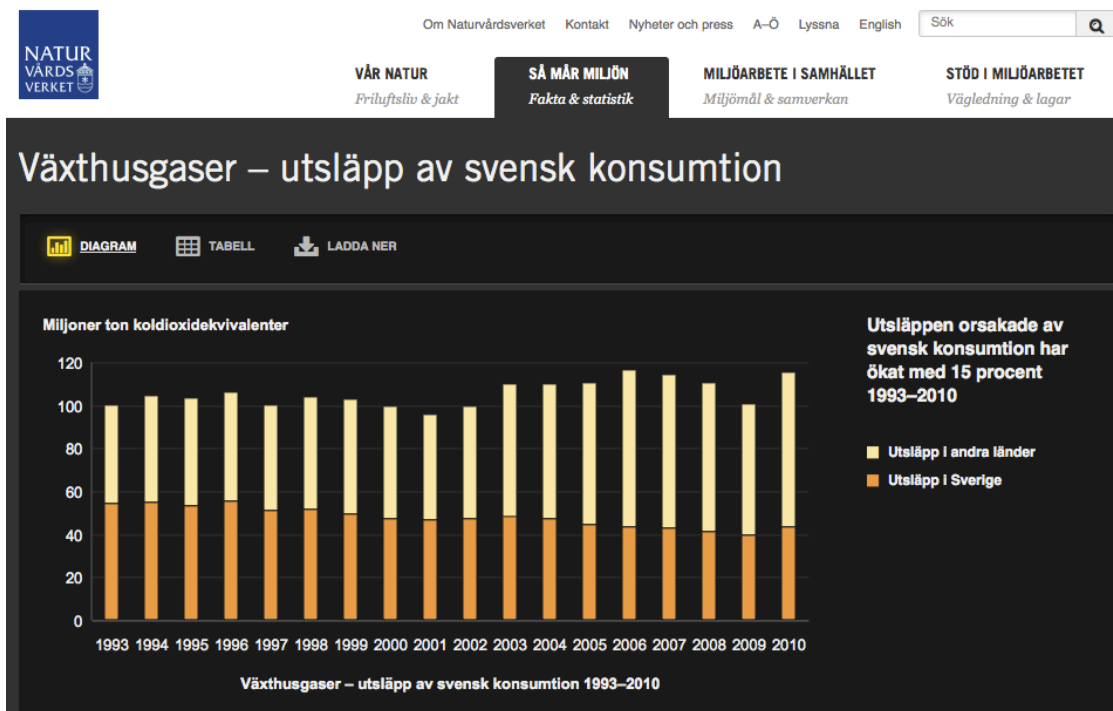 Om Naturvårdsverket Kontakt Nyheter och press A–Ö Lyssna English Sök
NATUR
VÅRDS
VERKET
VÅR NATUR SÅ MÅR MILJÖN MILJÖARBETE I SAMHÄLLET STÖD I MILJÖARBETET
Friluftsliv & jakt Fakta & statistik Miljömål & samverkan Vägledning & lagar
Växthusgaser – utsläpp av svensk konsumtion
DIAGRAM TABELL LADDA NER
Miljoner ton koldioxidekvivalenter
120
100
80
60
40
20
0
1993 1994 1995 1996 1997 1998 1999 2000 2001 2002 2003 2004 2005 2006 2007 2008 2009 2010
Växthusgaser – utsläpp av svensk konsumtion 1993–2010
Utsläppen orsakade av
svensk konsumtion har
ökat med 15 procent
1993–2010
Utsläpp i andra länder
Utsläpp i Sverige